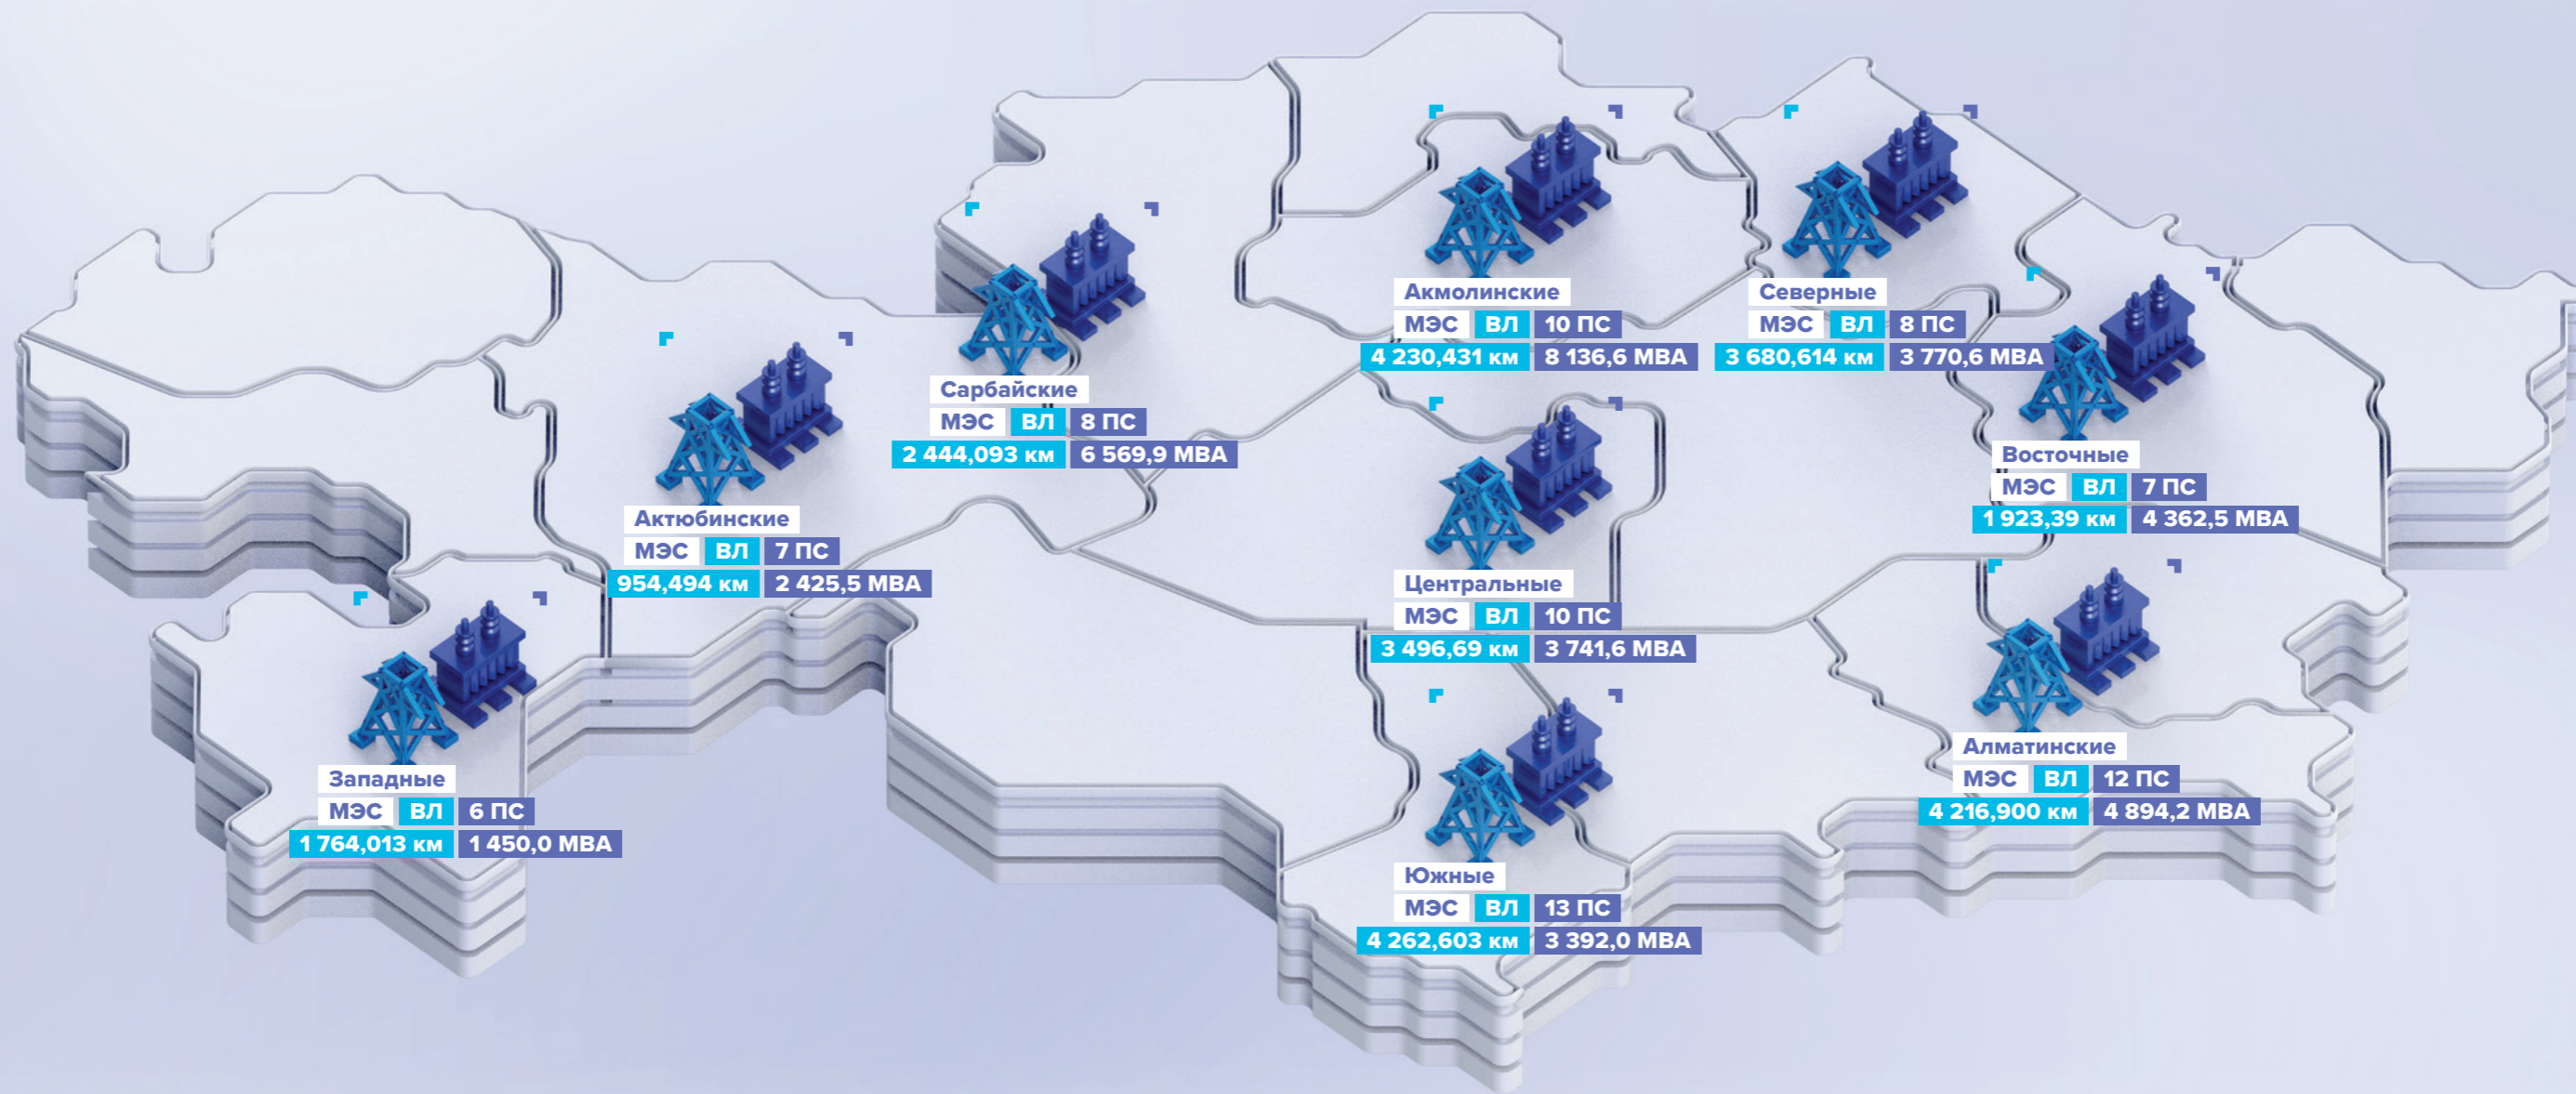 Акмолинские
МЭС ВЛ 10 ПС
4 230,431 км 8 136,6 МВА
Северные
МЭС ВЛ 8 ПС
3 680,614 км 3 770,6 МВА
Сарбайские
МЭС ВЛ 8 ПС
2 444,093 км 6 569,9 МВА
Восточные
МЭС ВЛ 7 ПС
1 923,39 км 4 362,5 МВА
Актюбинские
МЭС ВЛ 7 ПС
954,494 км 2 425,5 МВА
Центральные
МЭС ВЛ 10 ПС
3 496,69 км 3 741,6 МВА
Алматинские
МЭС ВЛ 12 ПС
4 216,900 км 4 894,2 МВА
Западные
МЭС ВЛ 6 ПС
1 764,013 км 1 450,0 МВА
Южные
МЭС ВЛ 13 ПС
4 262,603 км 3 392,0 МВА